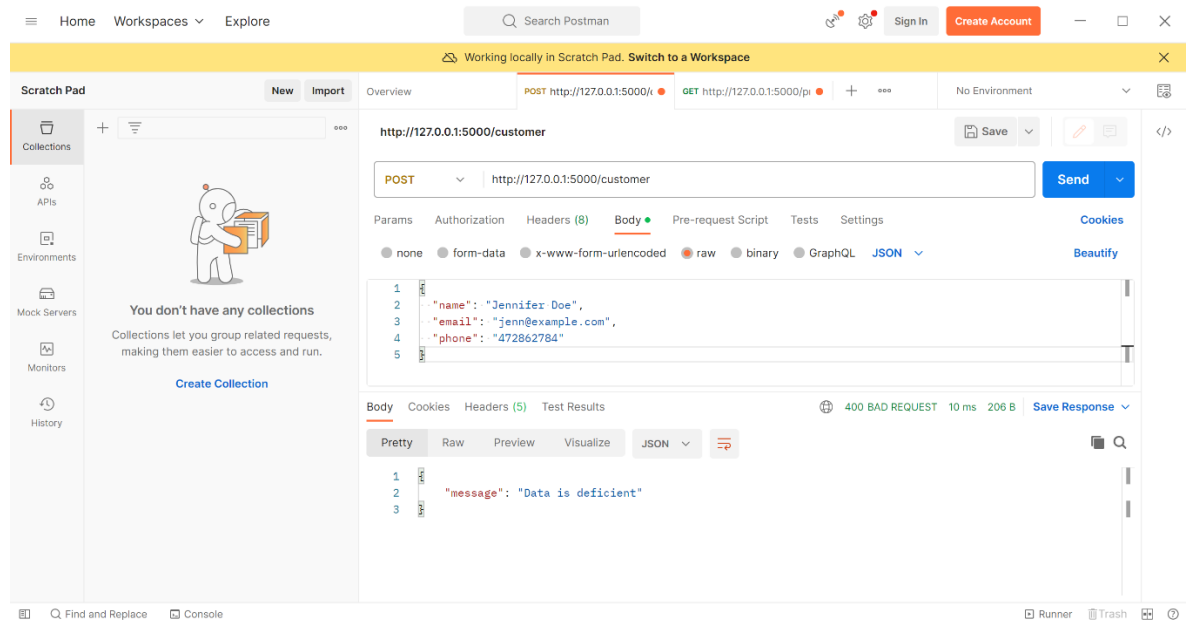 Home Workspaces Explore Search Postman Sign In Create Account
Working locally in Scratch Pad. Switch to a Workspace
Scratch Pad New Import Overview POST http://127.0.0.1:5000/ GET http://127.0.0.1:5000/ No Environment
Collections
APIs
Environments
Mock Servers
Monitors
History
You don't have any collections
Collections let you group related requests,
making them easier to access and run.
Create Collection
http://127.0.0.1:5000/customer Save
POST http://127.0.0.1:5000/customer Send
Params Authorization Headers (8) Body Pre-request Script Tests Settings Cookies
none form-data x-www-form-urlencoded raw binary GraphQL JSON Beautify
1 {
2 "name": "Jennifer Doe",
3 "email": "jenn@example.com",
4 "phone": "472862784"
5 }
Body Cookies Headers (5) Test Results 400 BAD REQUEST 10 ms 206 B Save Response
Pretty Raw Preview Visualize JSON
1 {
2 "message": "Data is deficient"
3 }
Find and Replace Console Runner Trash